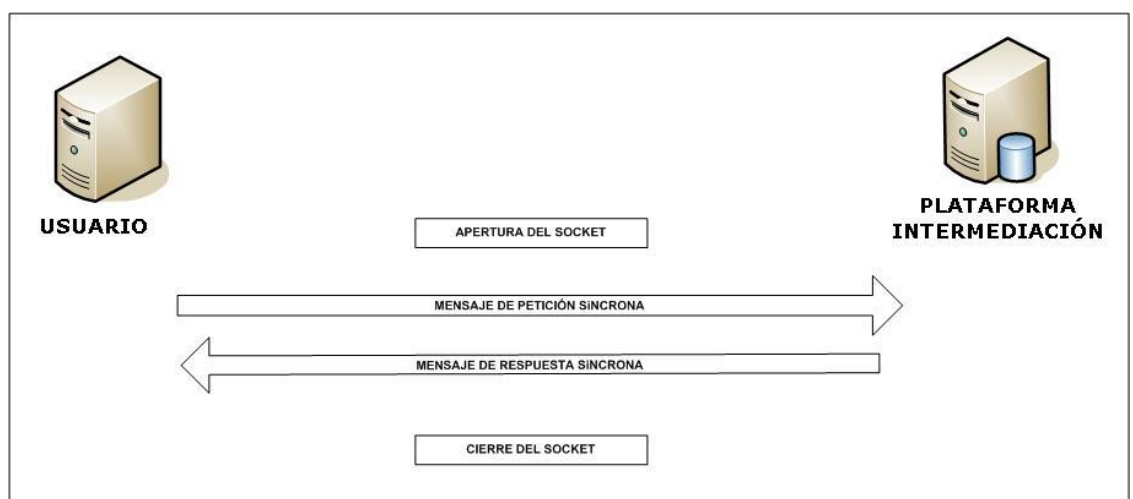 USUARIO
PLATAFORMA
INTERMEDIACIÓN
APERTURA DEL SOCKET
MENSAJE DE PETICIÓN SíNCRONA
MENSAJE DE RESPUESTA SíNCRONA
CIERRE DEL SOCKET